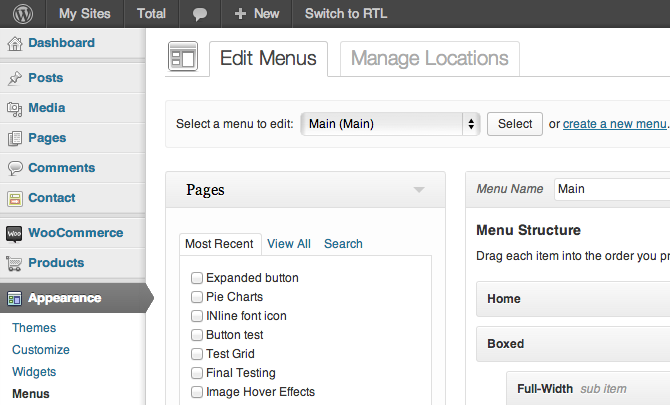 My Sites Total New Switch to RTL
Dashboard
Posts
Media
Pages
Comments
Contact
WOO WooCommerce
Products
Appearance
Themes
Customize
Widgets
Menus
Edit Menus Manage Locations
Select a menu to edit: Main (Main) Select or create a new menu.
Pages
Most Recent View All Search
Expanded button
Pie Charts
INline font icon
Button test
Test Grid
Final Testing
Image Hover Effects
Menu Name Main
Menu Structure
Drag each item into the order you pr
Home
Boxed
Full-Width sub item